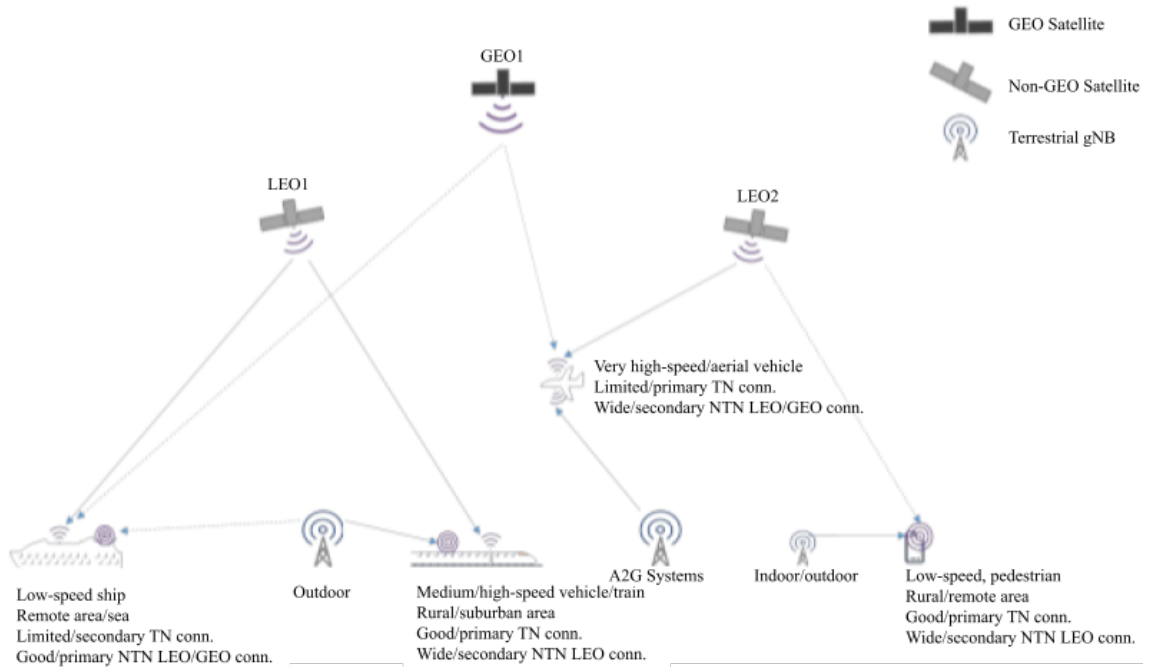 GEO Satellite
GEO1
Non-GEO Satellite
Terrestrial gNB
LEO1
LEO2
Very high-speed/aerial vehicle
Limited/primary TN conn.
Wide/secondary NTN LEO/GEO conn.
Outdoor
A2G Systems
Indoor/outdoor
Low-speed ship
Remote area/sea
Limited/secondary TN conn.
Good/primary NTN LEO/GEO conn.
Medium/high-speed vehicle/train
Rural/suburban area
Good/primary TN conn.
Wide/secondary NTN LEO conn.
Low-speed, pedestrian
Rural/remote area
Good/primary TN conn.
Wide/secondary NTN LEO conn.